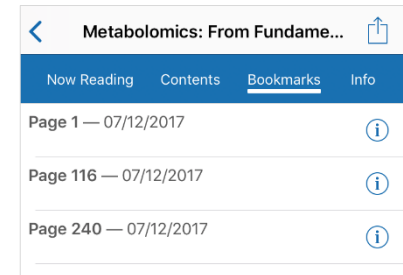 Metabolomics: From Fundame...
Now Reading Contents Bookmarks Info
Page 1 — 07/12/2017
Page 116 — 07/12/2017
Page 240 — 07/12/2017